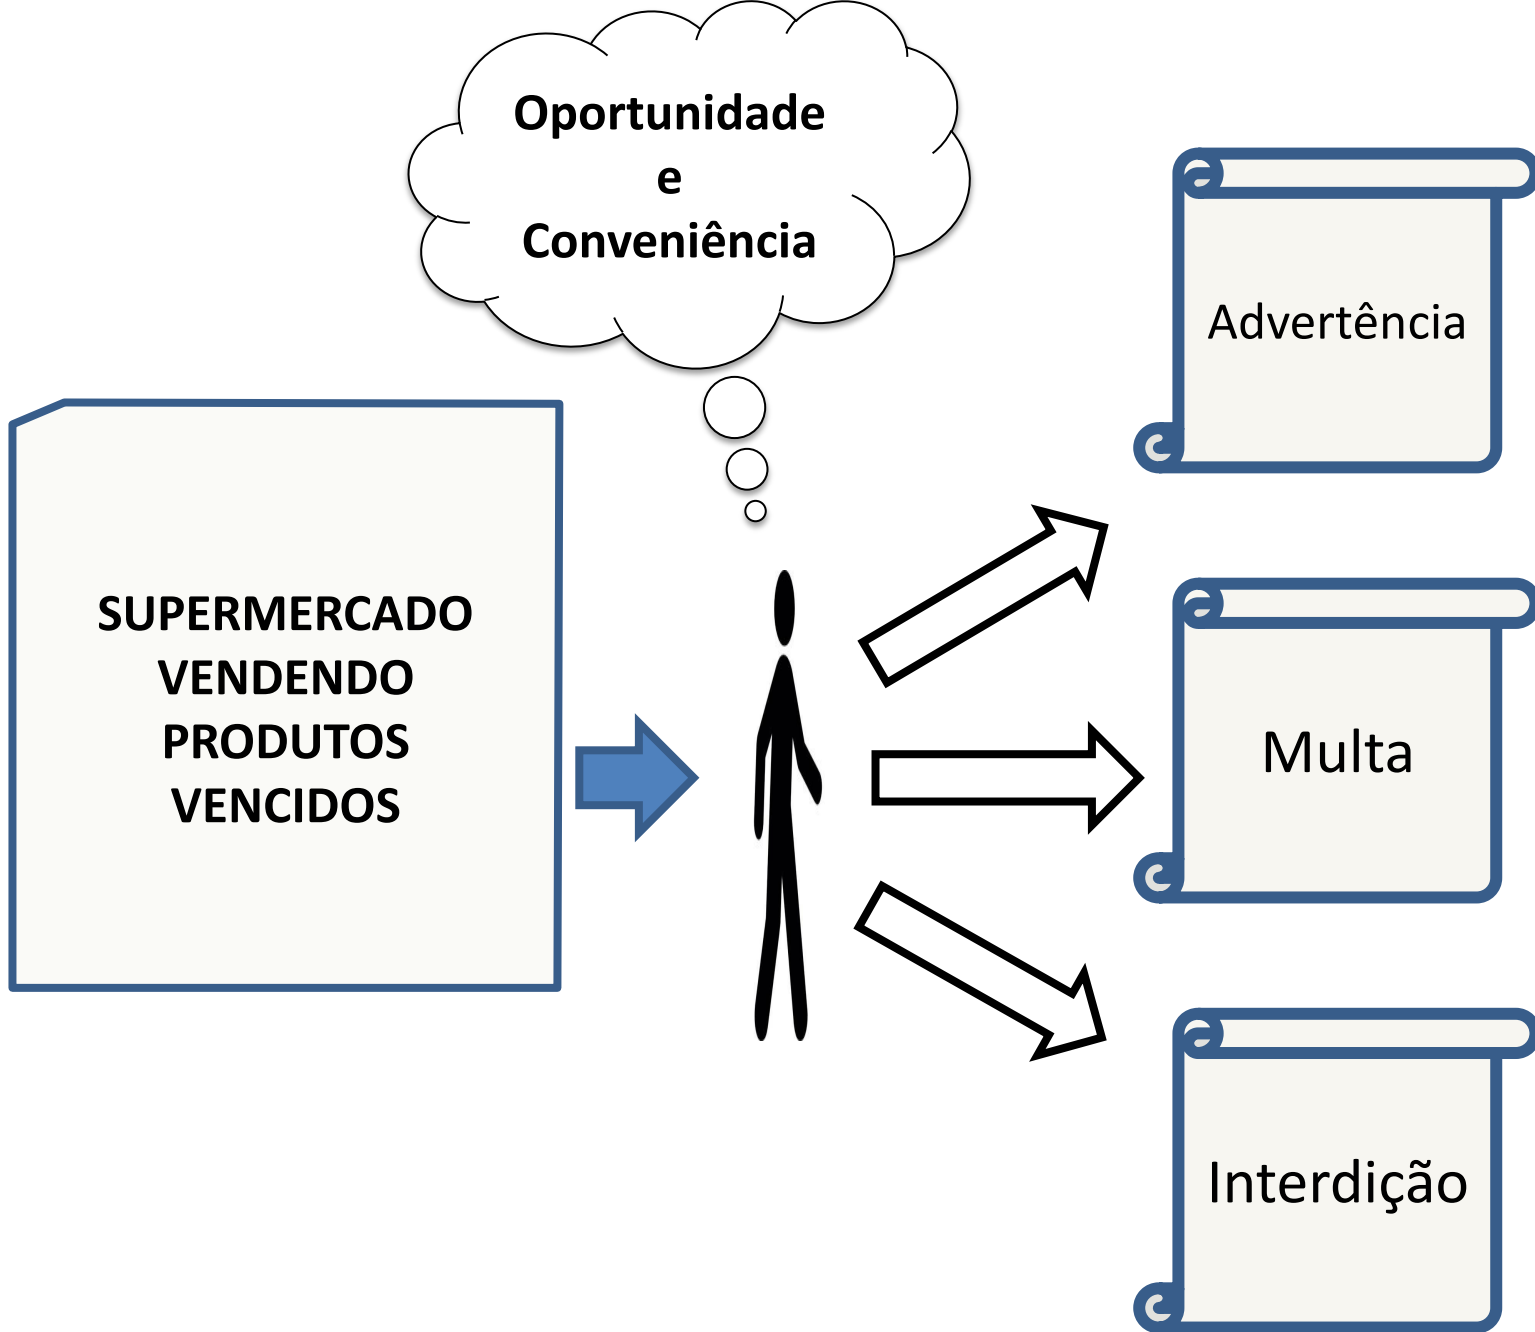 Oportunidade
e
Conveniência
SUPERMERCADO
VENDENDO
PRODUTOS
VENCIDOS
Advertência
Multa
Interdição